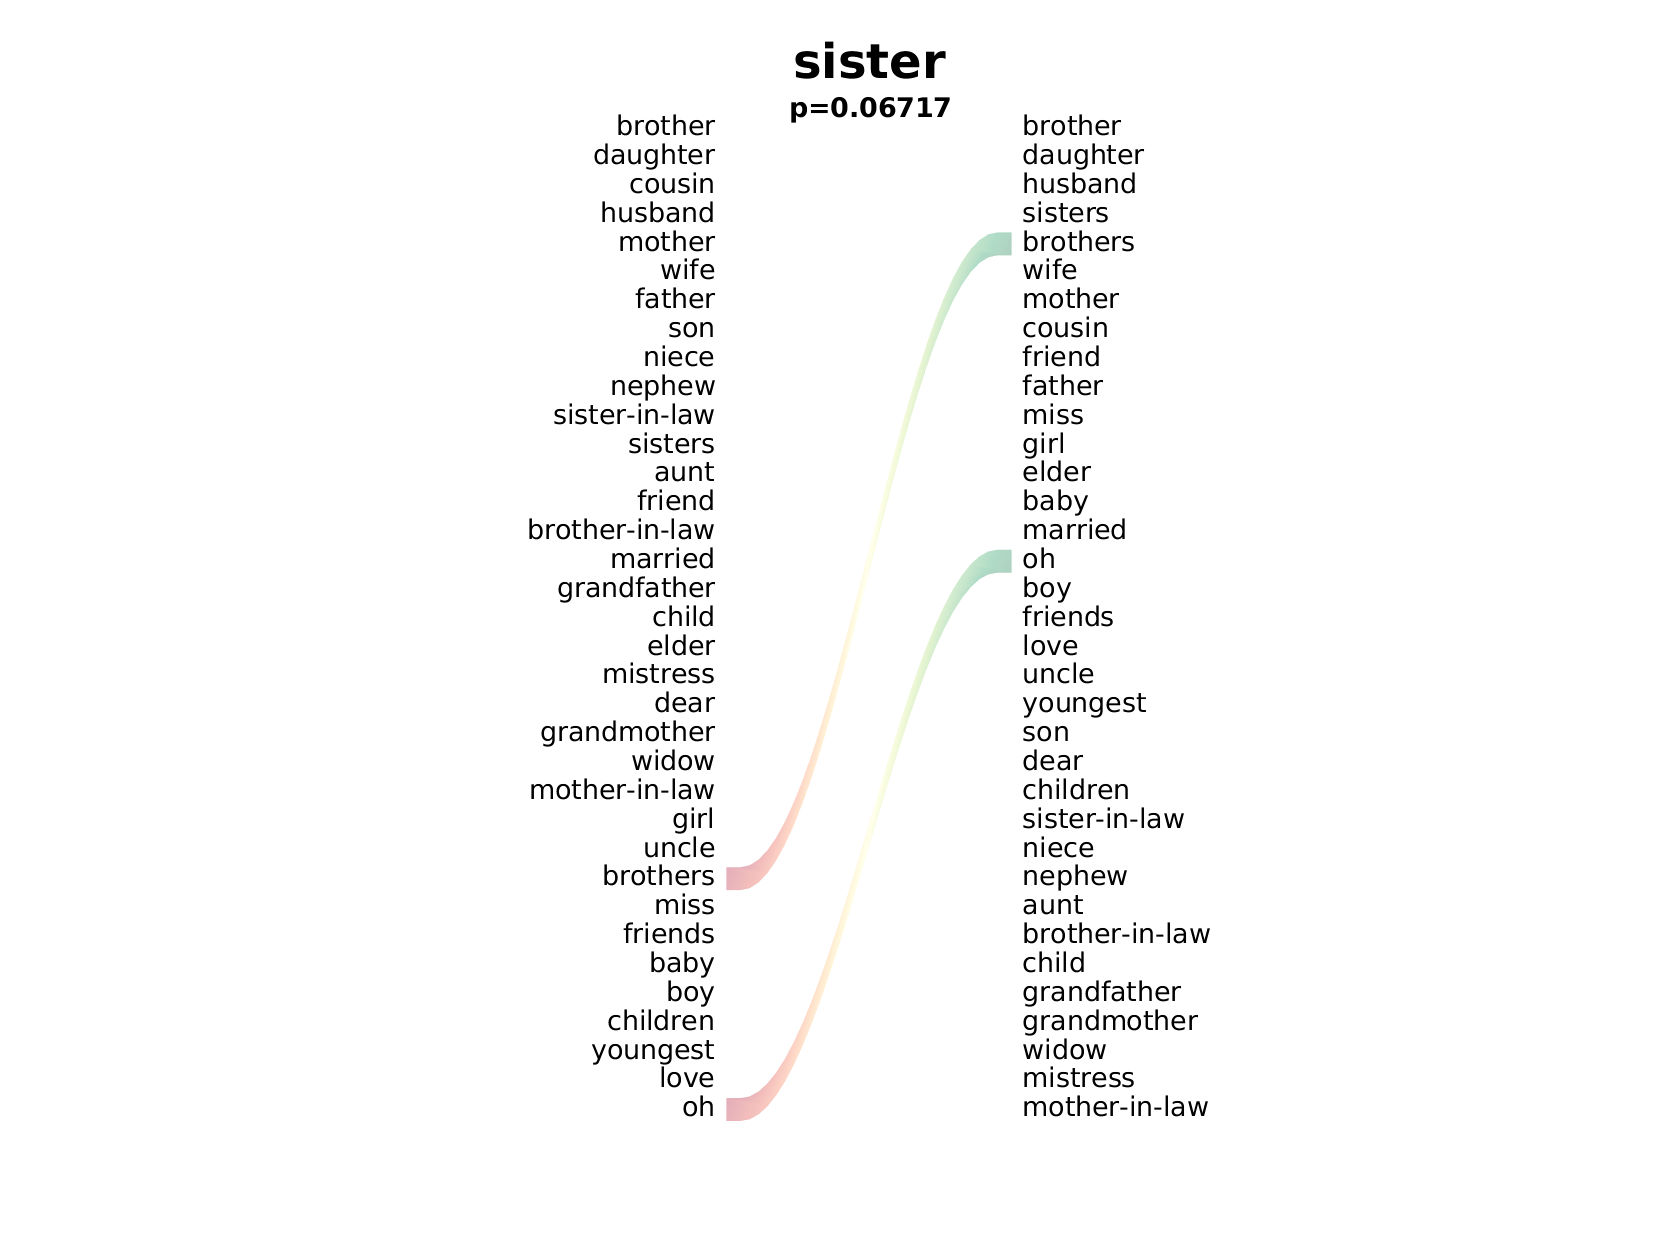 sister
p=0.06717
brother brother
daughter daughter
cousin husband
husband sisters
mother brothers
wife wife
father mother
son cousin
niece friend
nephew father
sister-in-law miss
sisters girl
aunt elder
friend baby
brother-in-law married
married oh
grandfather boy
child friends
elder love
mistress uncle
dear youngest
grandmother son
widow dear
mother-in-law children
girl sister-in-law
uncle niece
brothers nephew
miss aunt
friends brother-in-law
baby child
boy grandfather
children grandmother
youngest widow
love mistress
oh mother-in-law